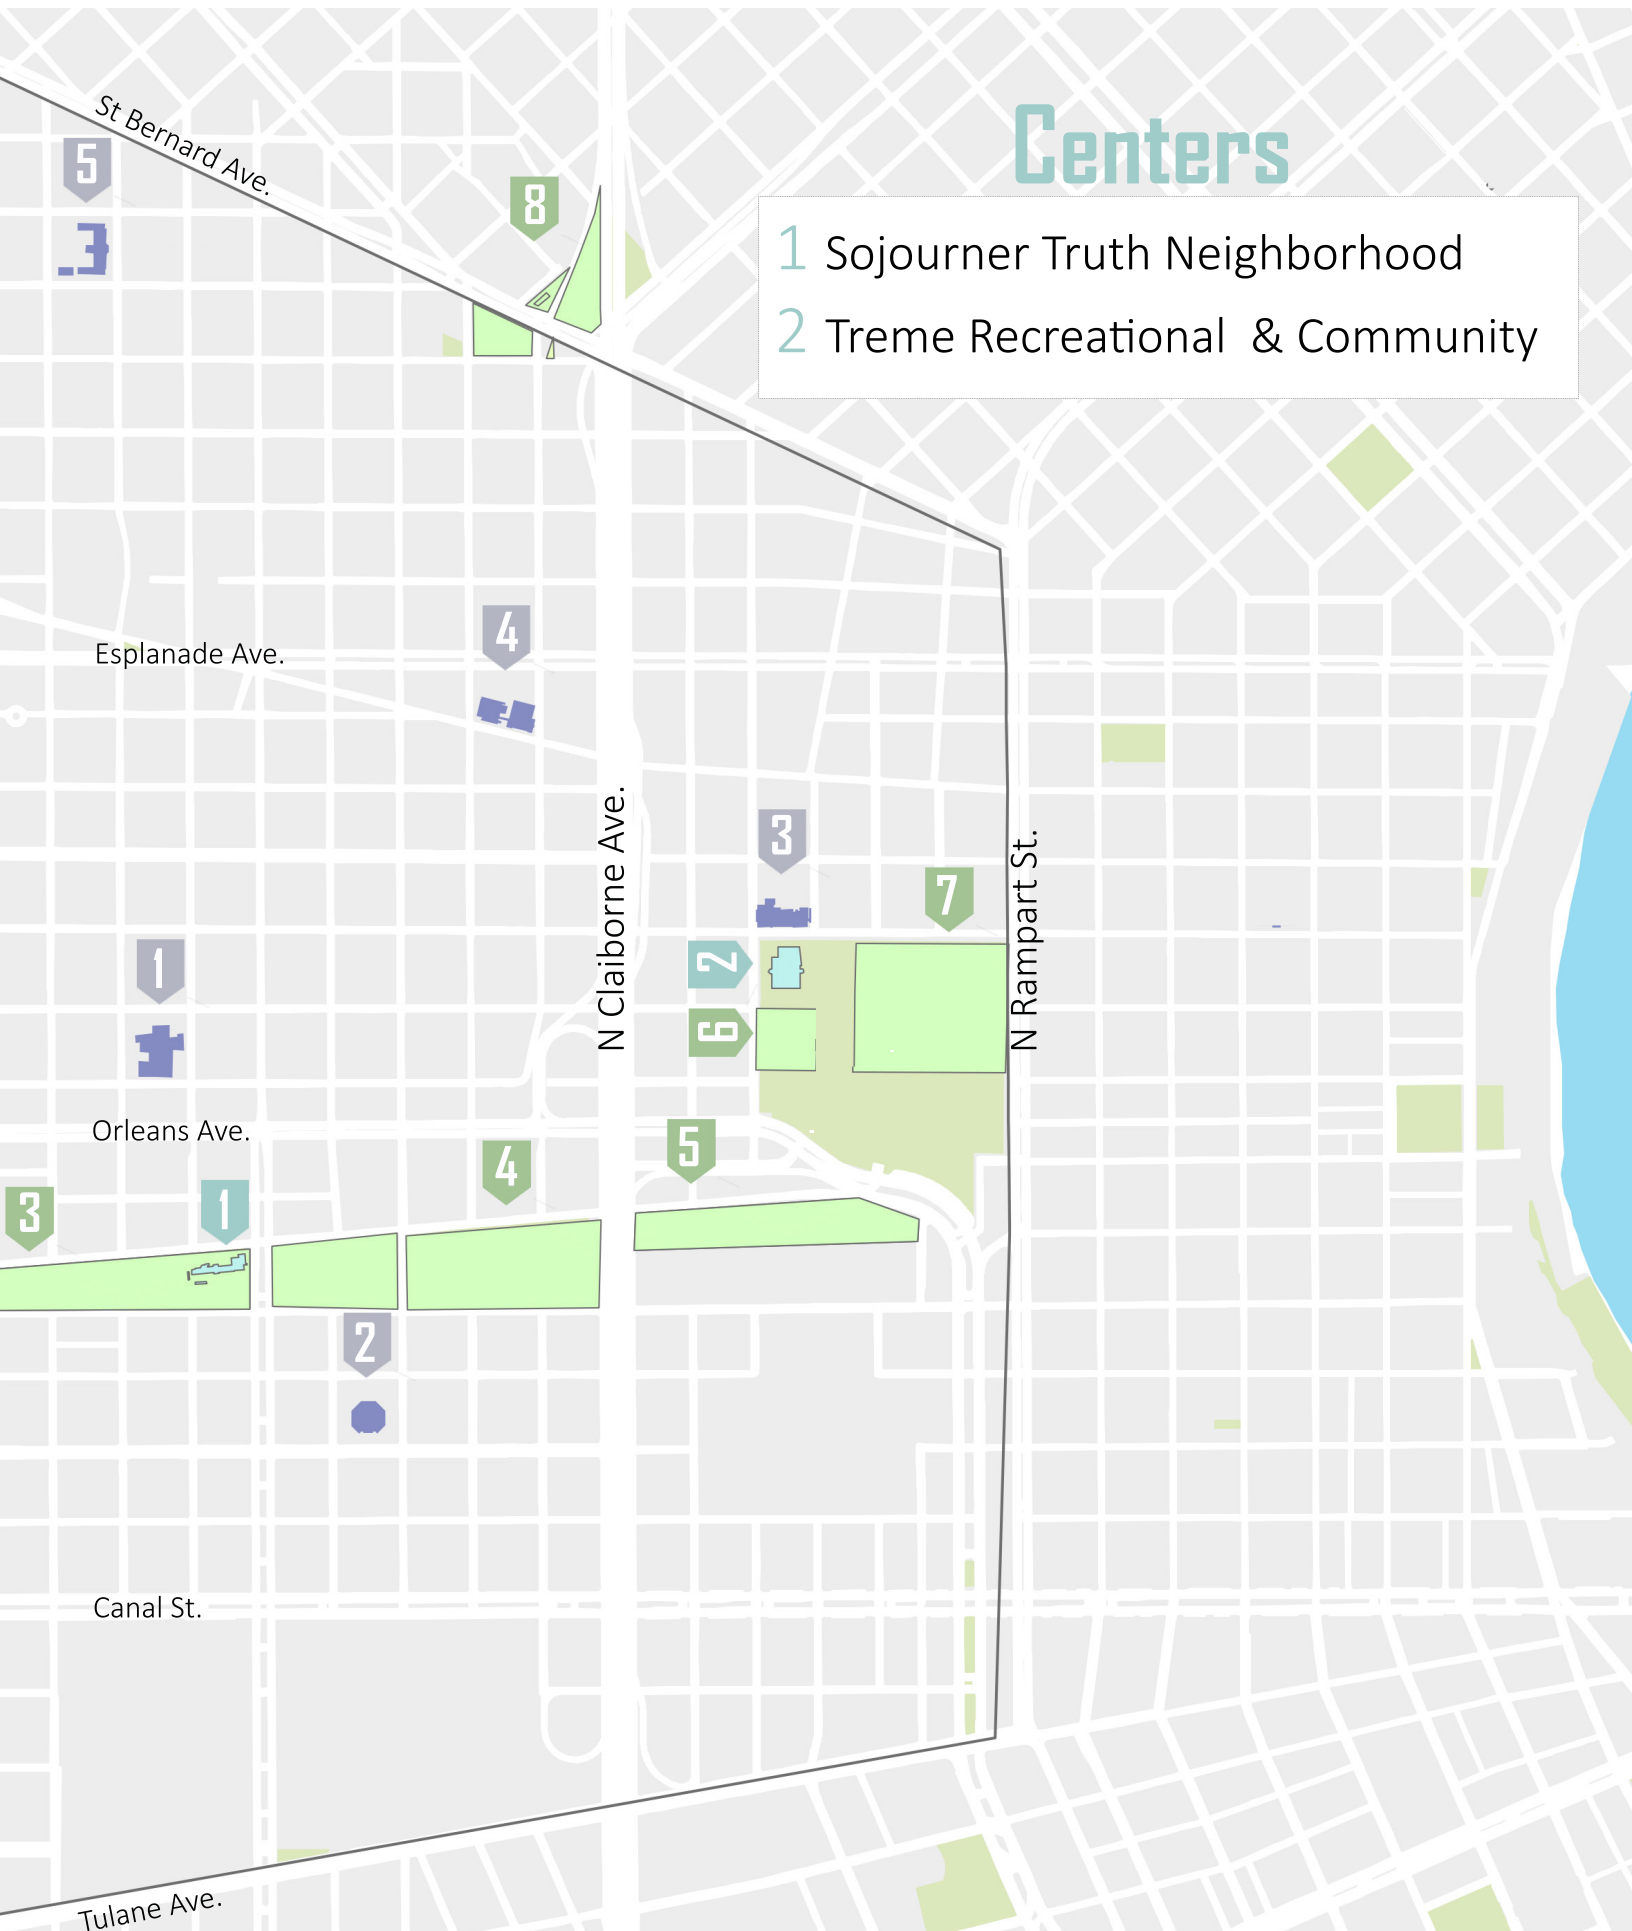 St Bernard Ave.
5
8
Centers
1 Sojourner Truth Neighborhood
2 Treme Recreational & Community
4
Esplanade Ave.
N Claiborne Ave.
3
7
N Rampart St.
1
2
6
Orleans Ave.
5
4
3
1
2
Canal St.
Tulane Ave.